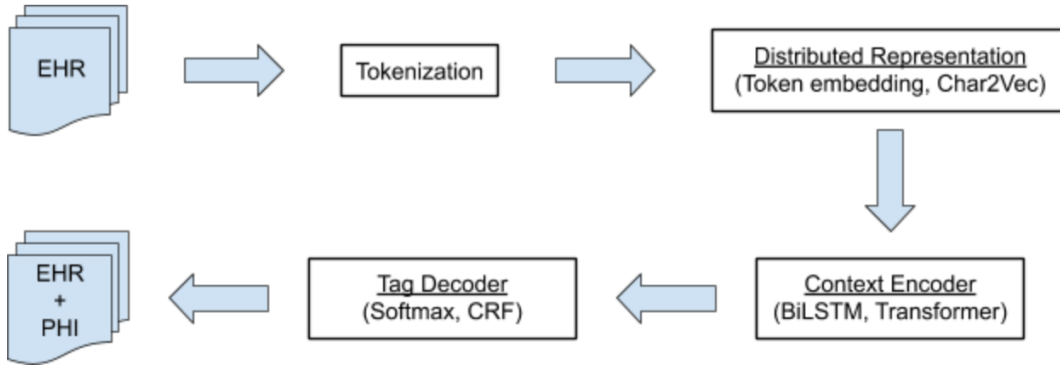 EHR
Tokenization
Distributed Representation
(Token embedding, Char2Vec)
Context Encoder
(BiLSTM, Transformer)
Tag Decoder
(Softmax, CRF)
EHR
+
PHI